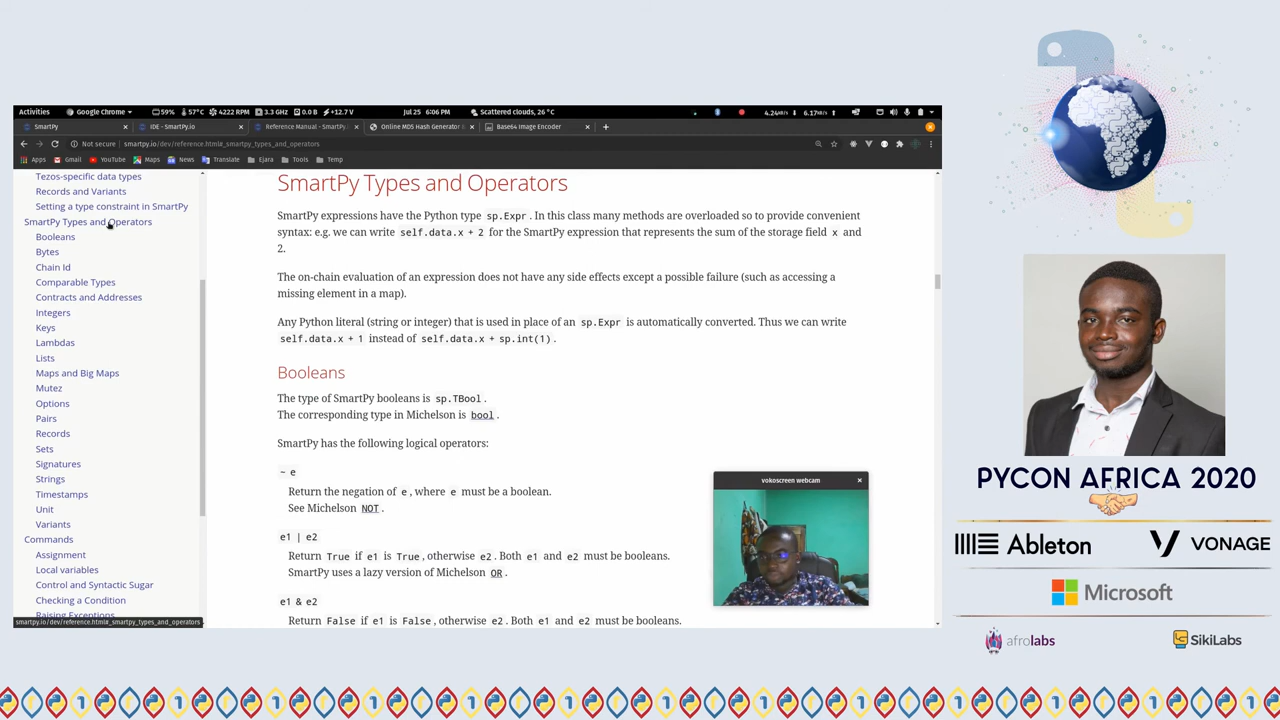 Activities
Google Chrome
59%
57°C
4222 RPM
3.3 GHz
0.0 B
+12.7 V
Jul 25 6:06 PM
Scattered clouds, 26 °C
SmartPy
IDE - SmartPy.io
Reference Manual - SmartPy.
Online MD5 Hash Generator
Base64 Image Encoder
Not secure | smartpy.io/dev/reference.html#_smartpy_types_and_operators
Apps
Gmail
YouTube
Maps
News
Translate
Ejara
Tools
Temp
Tezos-specific data types
Records and Variants
Setting a type constraint in SmartPy
SmartPy Types and Operators
Booleans
Bytes
Chain Id
Comparable Types
Contracts and Addresses
Integers
Keys
Lambdas
Lists
Maps and Big Maps
Mutez
Options
Pairs
Records
Sets
Signatures
Strings
Timestamps
Unit
Variants
Commands
Assignment
Local variables
Control and Syntactic Sugar
Checking a Condition
Raising Exceptions
smartpy.io/dev/reference.html#_smartpy_types_and_operators
SmartPy Types and Operators
SmartPy expressions have the Python type sp.Expr. In this class many methods are overloaded so to provide convenient
syntax: e.g. we can write self.data.x + 2 for the SmartPy expression that represents the sum of the storage field x and
2.
The on-chain evaluation of an expression does not have any side effects except a possible failure (such as accessing a
missing element in a map).
Any Python literal (string or integer) that is used in place of an sp.Expr is automatically converted. Thus we can write
self.data.x + 1 instead of self.data.x + sp.int(1).
Booleans
The type of SmartPy booleans is sp.TBool.
The corresponding type in Michelson is bool.
SmartPy has the following logical operators:
~ e
Return the negation of e, where e must be a boolean.
See Michelson NOT.
e1 | e2
Return True if e1 is True, otherwise e2. Both e1 and e2 must be booleans.
SmartPy uses a lazy version of Michelson OR.
e1 & e2
Return False if e1 is False, otherwise e2. Both e1 and e2 must be booleans.
vokoscreen webcam
PYCON AFRICA 2020
Ableton
VONAGE
Microsoft
afrolabs
SikiLabs